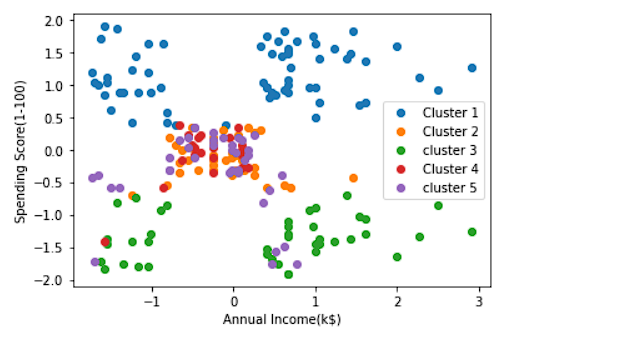 2.0
1.5
1.0
0.5
0.0
−0.5
−1.0
−1.5
−2.0
Spending Score(1-100)
Cluster 1
Cluster 2
cluster 3
Cluster 4
cluster 5
−1 0 1 2 3
Annual Income(k$)